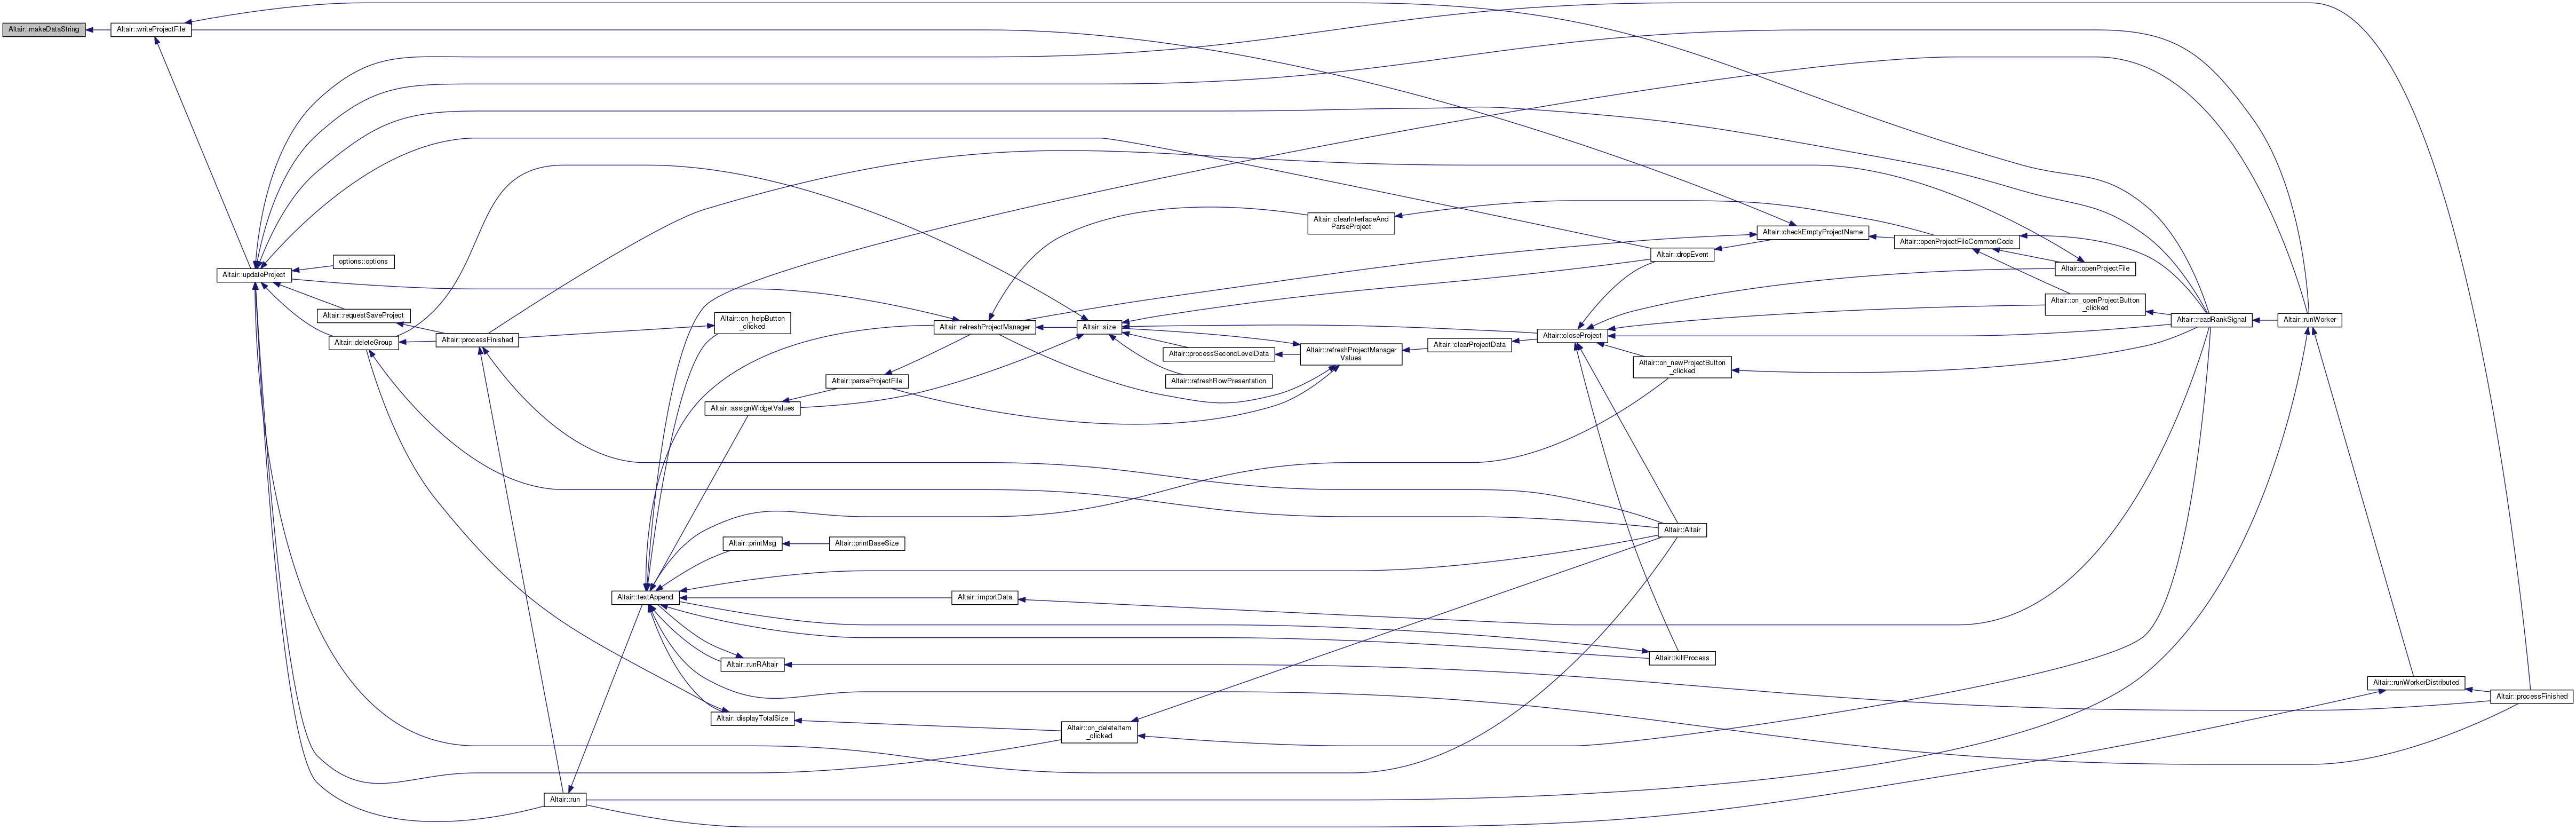 Altair::makeDataString
Altair::writeProjectFile
Altair::updateProject
options::options
Altair::requestSaveProject
Altair::deleteGroup
Altair::processFinished
Altair::on_helpButton
_clicked
Altair::parseProjectFile
Altair::assignWidgetValues
Altair::textAppend
Altair::printMsg
Altair::printBaseSize
Altair::runRAltair
Altair::displayTotalSize
Altair::run
Altair::refreshProjectManager
Altair::size
Altair::processSecondLevelData
Altair::refreshRowPresentation
Altair::clearInterfaceAnd
ParseProject
Altair::refreshProjectManager
Values
Altair::clearProjectData
Altair::closeProject
Altair::importData
Altair::on_deleteItem
_clicked
Altair::dropEvent
Altair::checkEmptyProjectName
Altair::on_newProjectButton
_clicked
Altair::Altair
Altair::killProcess
Altair::openProjectFileCommonCode
Altair::openProjectFile
Altair::on_openProjectButton
_clicked
Altair::readRankSignal
Altair::runWorker
Altair::runWorkerDistributed
Altair::processFinished